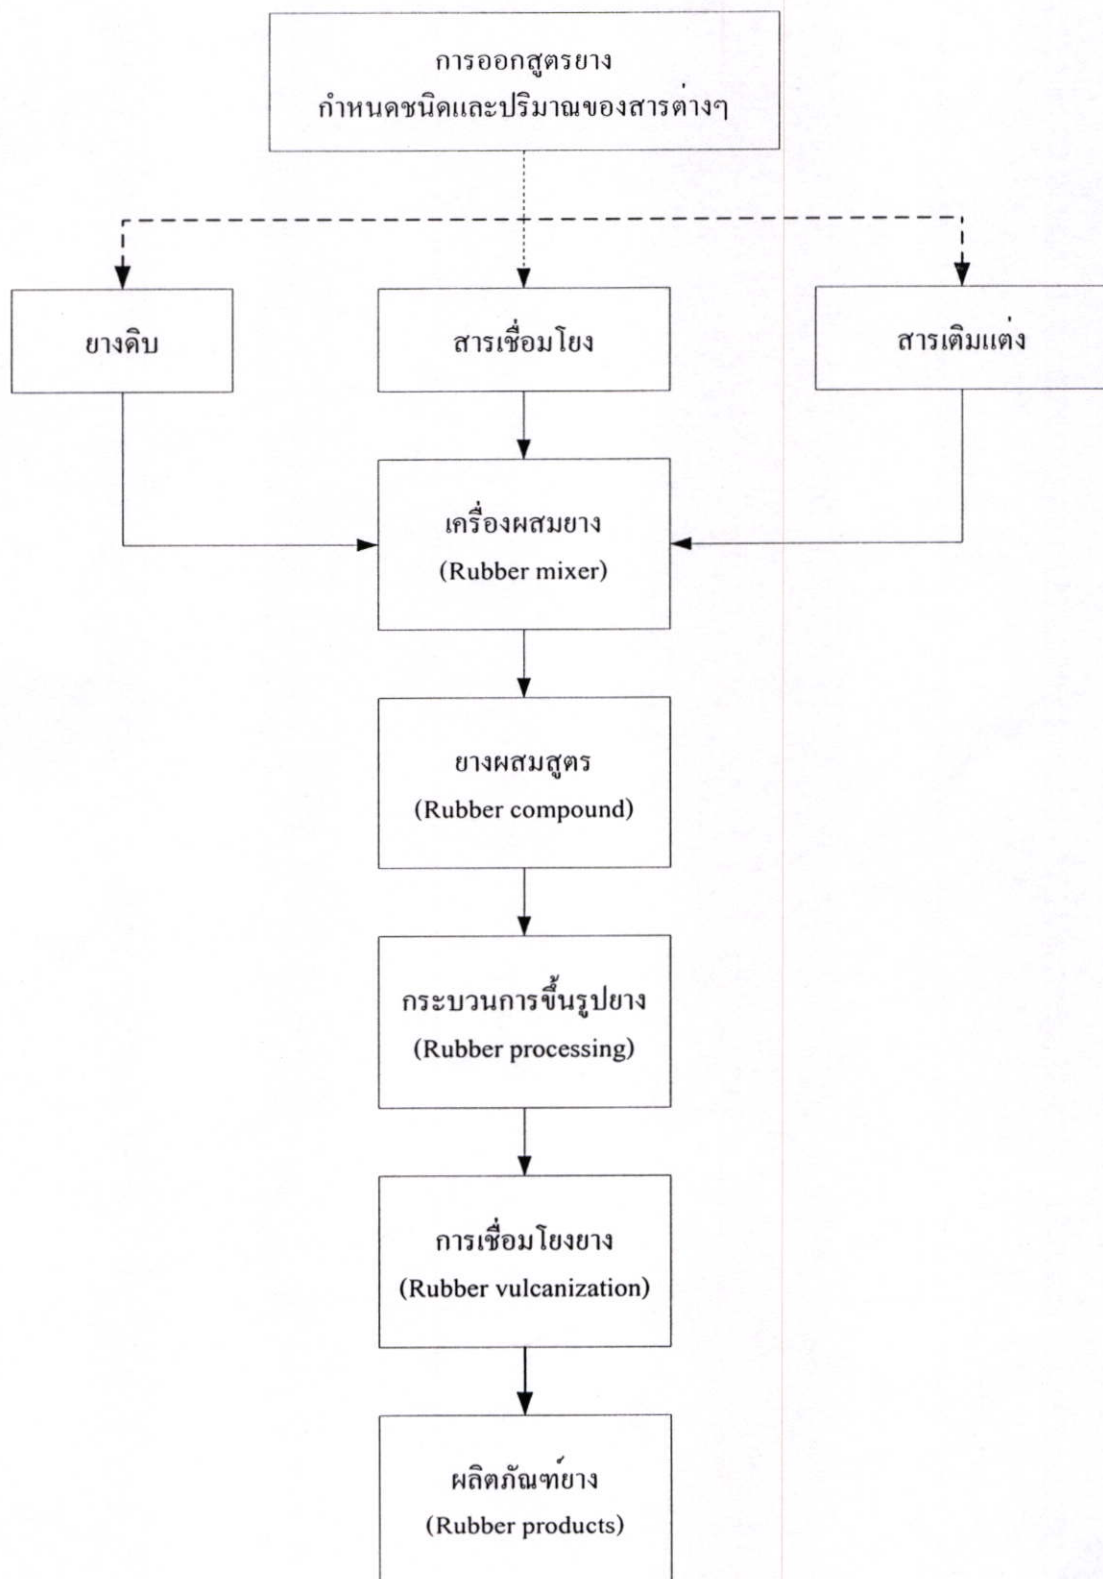 การออกสูตรยาง
กำหนดชนิดและปริมาณของสารต่างๆ
ยางดิบ
สารเชื่อมโยง
สารเติมแต่ง
เครื่องผสมยาง
(Rubber mixer)
ยางผสมสูตร
(Rubber compound)
กระบวนการขึ้นรูปยาง
(Rubber processing)
การเชื่อมโยงยาง
(Rubber vulcanization)
ผลิตภัณฑ์ยาง
(Rubber products)